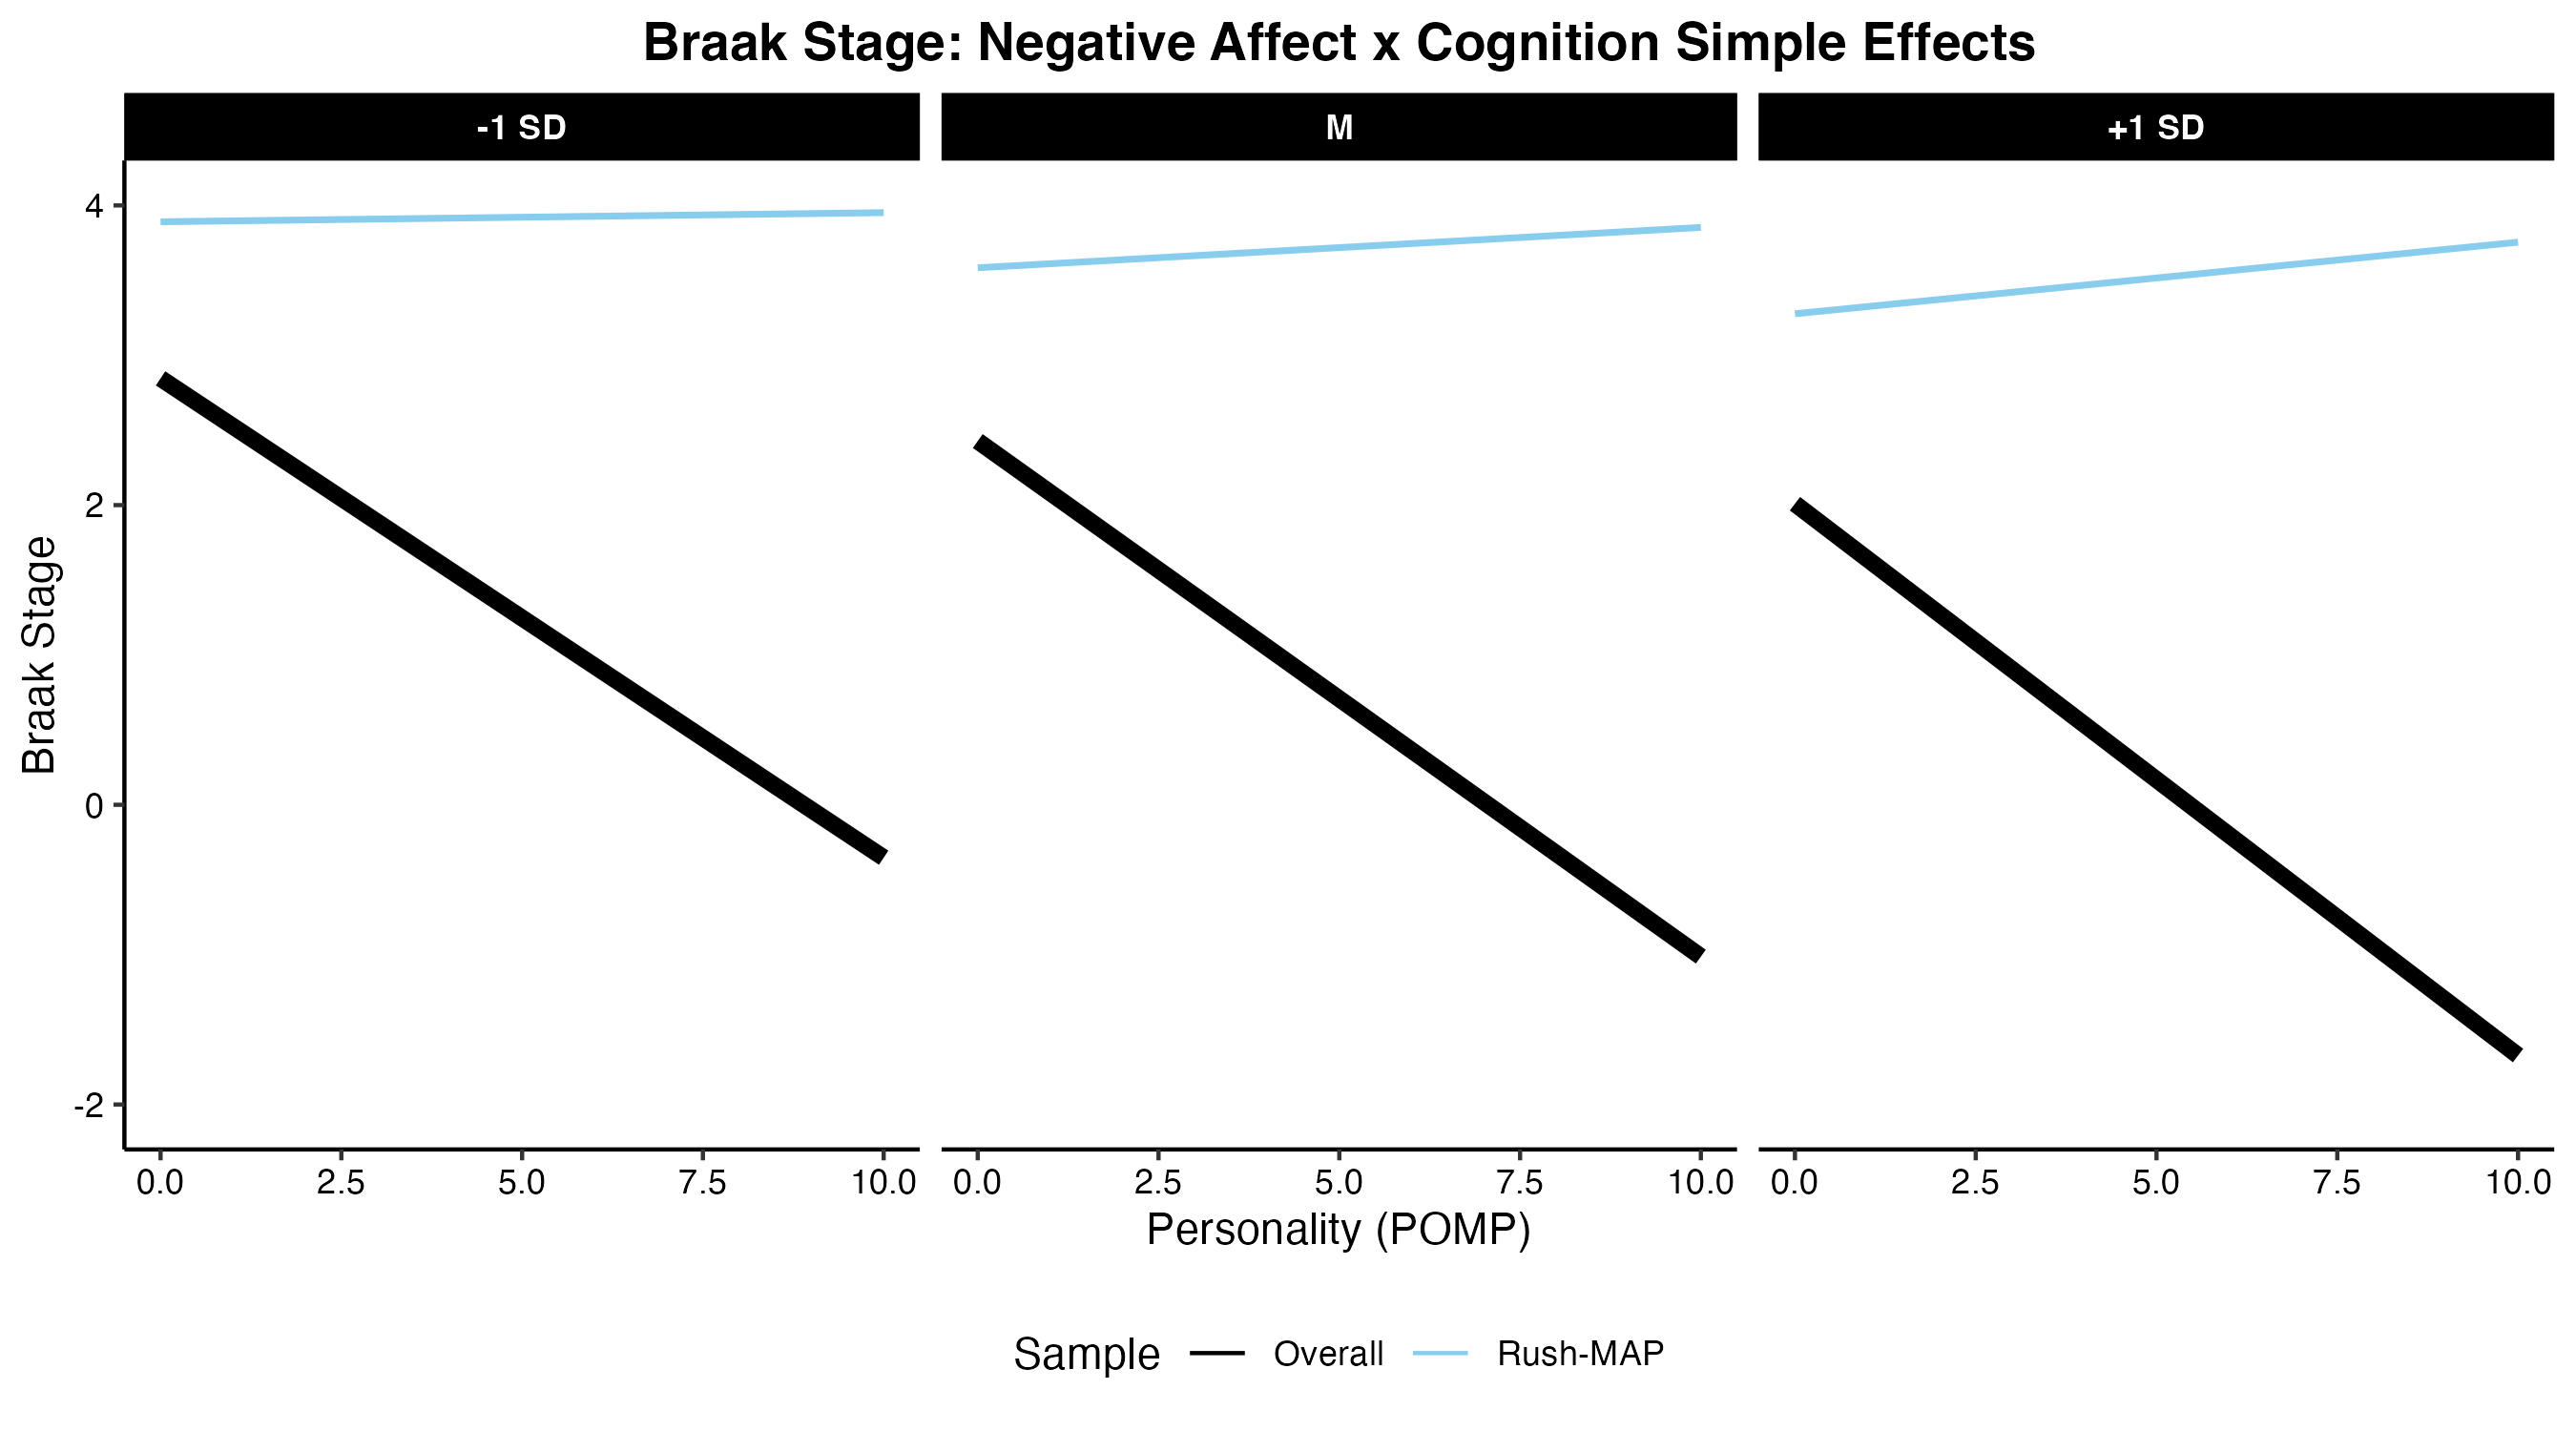 Braak Stage: Negative Affect x Cognition Simple Effects
-1 SD
M
+1 SD
Braak Stage
4
2
0
-2
0.0 2.5 5.0 7.5 10.0 0.0 2.5 5.0 7.5 10.0 0.0 2.5 5.0 7.5 10.0
Personality (POMP)
Sample Overall Rush-MAP